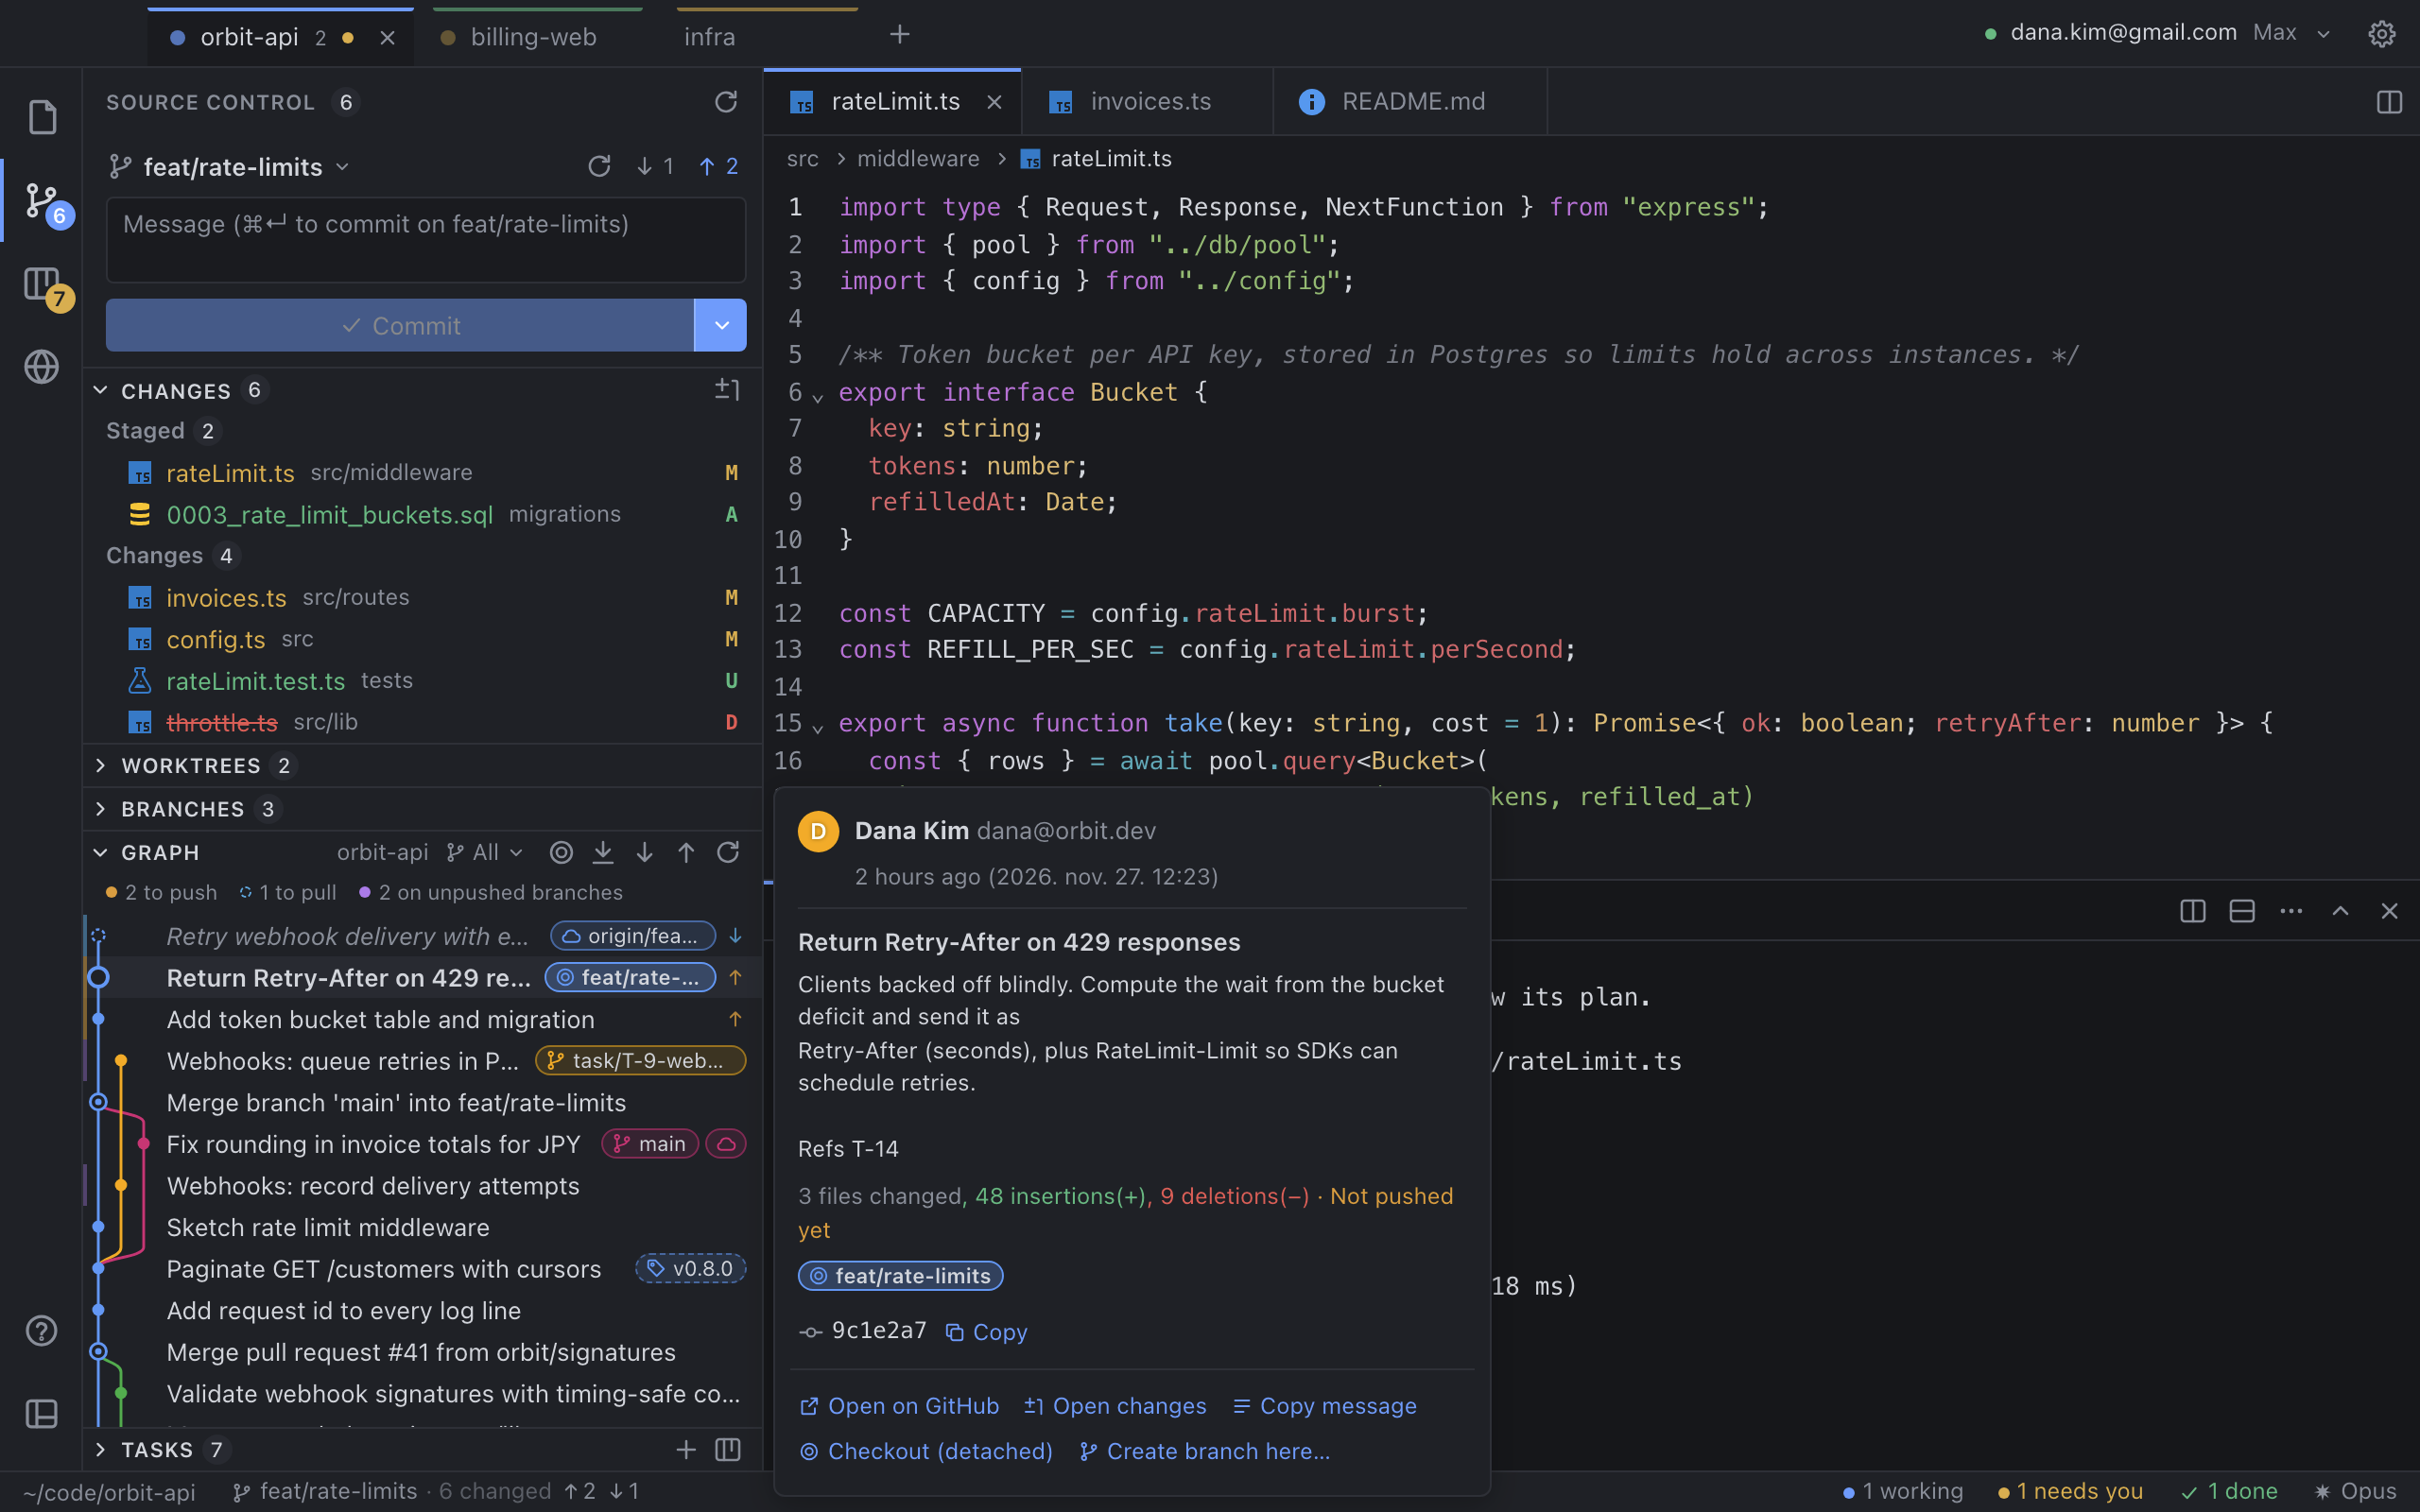 orbit-api 2
billing-web
infra
dana.kim@gmail.com Max
SOURCE CONTROL 6
feat/rate-limits
1
2
Message (⌘↵ to commit on feat/rate-limits)
Commit
6
7
CHANGES 6
Staged 2
rateLimit.ts src/middleware M
0003_rate_limit_buckets.sql migrations A
Changes 4
invoices.ts src/routes M
config.ts src M
rateLimit.test.ts tests U
throttle.ts src/lib D
WORKTREES 2
BRANCHES 3
GRAPH orbit-api All
2 to push 1 to pull 2 on unpushed branches
Retry webhook delivery with e... origin/fea... ↓
Return Retry-After on 429 re... feat/rate-... ↑
Add token bucket table and migration ↑
Webhooks: queue retries in P... task/T-9-web...
Merge branch 'main' into feat/rate-limits
Fix rounding in invoice totals for JPY main
Webhooks: record delivery attempts
Sketch rate limit middleware
Paginate GET /customers with cursors v0.8.0
Add request id to every log line
Merge pull request #41 from orbit/signatures
Validate webhook signatures with timing-safe co...
TASKS 7
TS rateLimit.ts
TS invoices.ts
README.md
src > middleware > TS rateLimit.ts
1 import type { Request, Response, NextFunction } from "express";
2 import { pool } from "../db/pool";
3 import { config } from "../config";
4
5 /** Token bucket per API key, stored in Postgres so limits hold across instances. */
6 export interface Bucket {
7 key: string;
8 tokens: number;
9 refilledAt: Date;
10 }
11
12 const CAPACITY = config.rateLimit.burst;
13 const REFILL_PER_SEC = config.rateLimit.perSecond;
14
15 export async function take(key: string, cost = 1): Promise<{ ok: boolean; retryAfter: number }> {
16 const { rows } = await pool.query<Bucket>(
kens, refilled_at)
D Dana Kim dana@orbit.dev
2 hours ago (2026. nov. 27. 12:23)
Return Retry-After on 429 responses
Clients backed off blindly. Compute the wait from the bucket
deficit and send it as
Retry-After (seconds), plus RateLimit-Limit so SDKs can
schedule retries.
Refs T-14
3 files changed, 48 insertions(+), 9 deletions(−) · Not pushed
yet
feat/rate-limits
9c1e2a7 Copy
Open on GitHub Open changes Copy message
Checkout (detached) Create branch here...
w its plan.
/rateLimit.ts
18 ms)
~/code/orbit-api feat/rate-limits · 6 changed ↑2 ↓1
1 working 1 needs you ✓ 1 done Opus